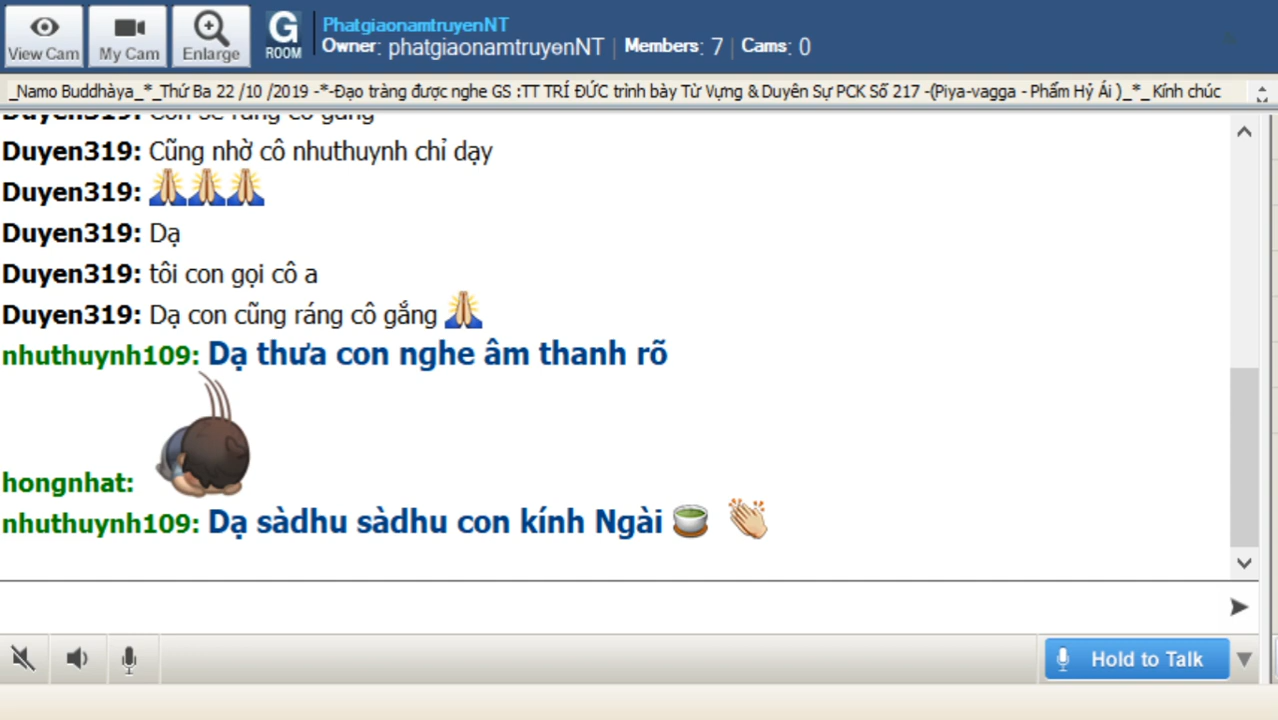 View Cam
My Cam
Enlarge
G
ROOM
PhatgiaonamtruyenNT
Owner: phatgiaonamtruyenNT | Members: 7 | Cams: 0
_Namo Buddhàya_*_Thứ Ba 22 /10 /2019 -*-Đạo tràng được nghe GS :TT TRÍ ĐỨC trình bày Từ Vựng & Duyên Sự PCK Số 217 -(Piya-vagga - Phẩm Hỷ Ái )_*_ Kính chúc
Duyen319: Con sẽ ráng cố gắng
Duyen319: Cũng nhờ cô nhuthuynh chỉ dạy
Duyen319: 🙏🙏🙏
Duyen319: Dạ
Duyen319: tôi con gọi cô a
Duyen319: Dạ con cũng ráng cô gắng 🙏
nhuthuynh109: Dạ thưa con nghe âm thanh rõ
hongnhat:
nhuthuynh109: Dạ sàdhu sàdhu con kính Ngài 🍵 👏
Hold to Talk